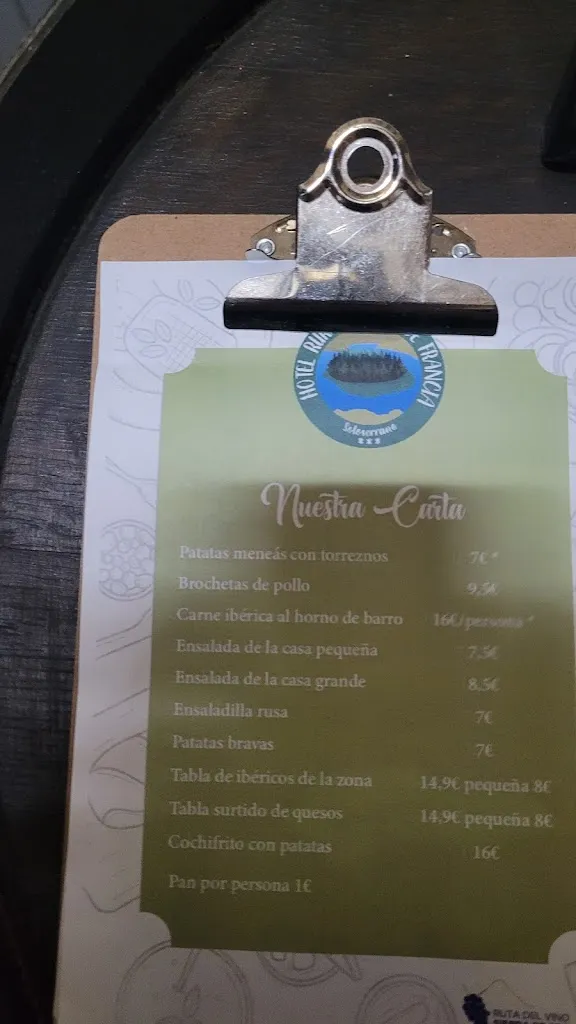 HOTEL RUR
E FRANCIA
Sotoserrano
Nuestra Carta
Patatas meneás con torreznos 7€*
Brochetas de pollo 9,5€
Carne ibérica al horno de barro 16€/persona*
Ensalada de la casa pequeña 7,5€
Ensalada de la casa grande 8,5€
Ensaladilla rusa 7€
Patatas bravas 7€
Tabla de ibéricos de la zona 14,9€ pequeña 8€
Tabla surtido de quesos 14,9€ pequeña 8€
Cochifrito con patatas 16€
Pan por persona 1€
RUTA DEL VINO